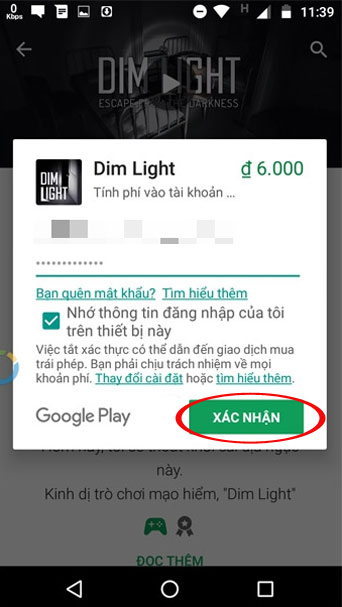 0
Kbps
H
11:39
DIM LIGHT
ESCAPE
DARKNESS
DIM
LIGHT
Dim Light
₫ 6.000
Tính phí vào tài khoản ...
•••••••••••••
Bạn quên mật khẩu? Tìm hiểu thêm
Nhớ thông tin đăng nhập của tôi
trên thiết bị này
Việc tắt xác thực có thể dẫn đến giao dịch mua
trái phép. Bạn phải chịu trách nhiệm về mọi
khoản phí. Thay đổi cài đặt hoặc tìm hiểu thêm.
Google Play
XÁC NHẬN
này.
Kinh dị trò chơi mạo hiểm, "Dim Light"
ĐỌC THÊM